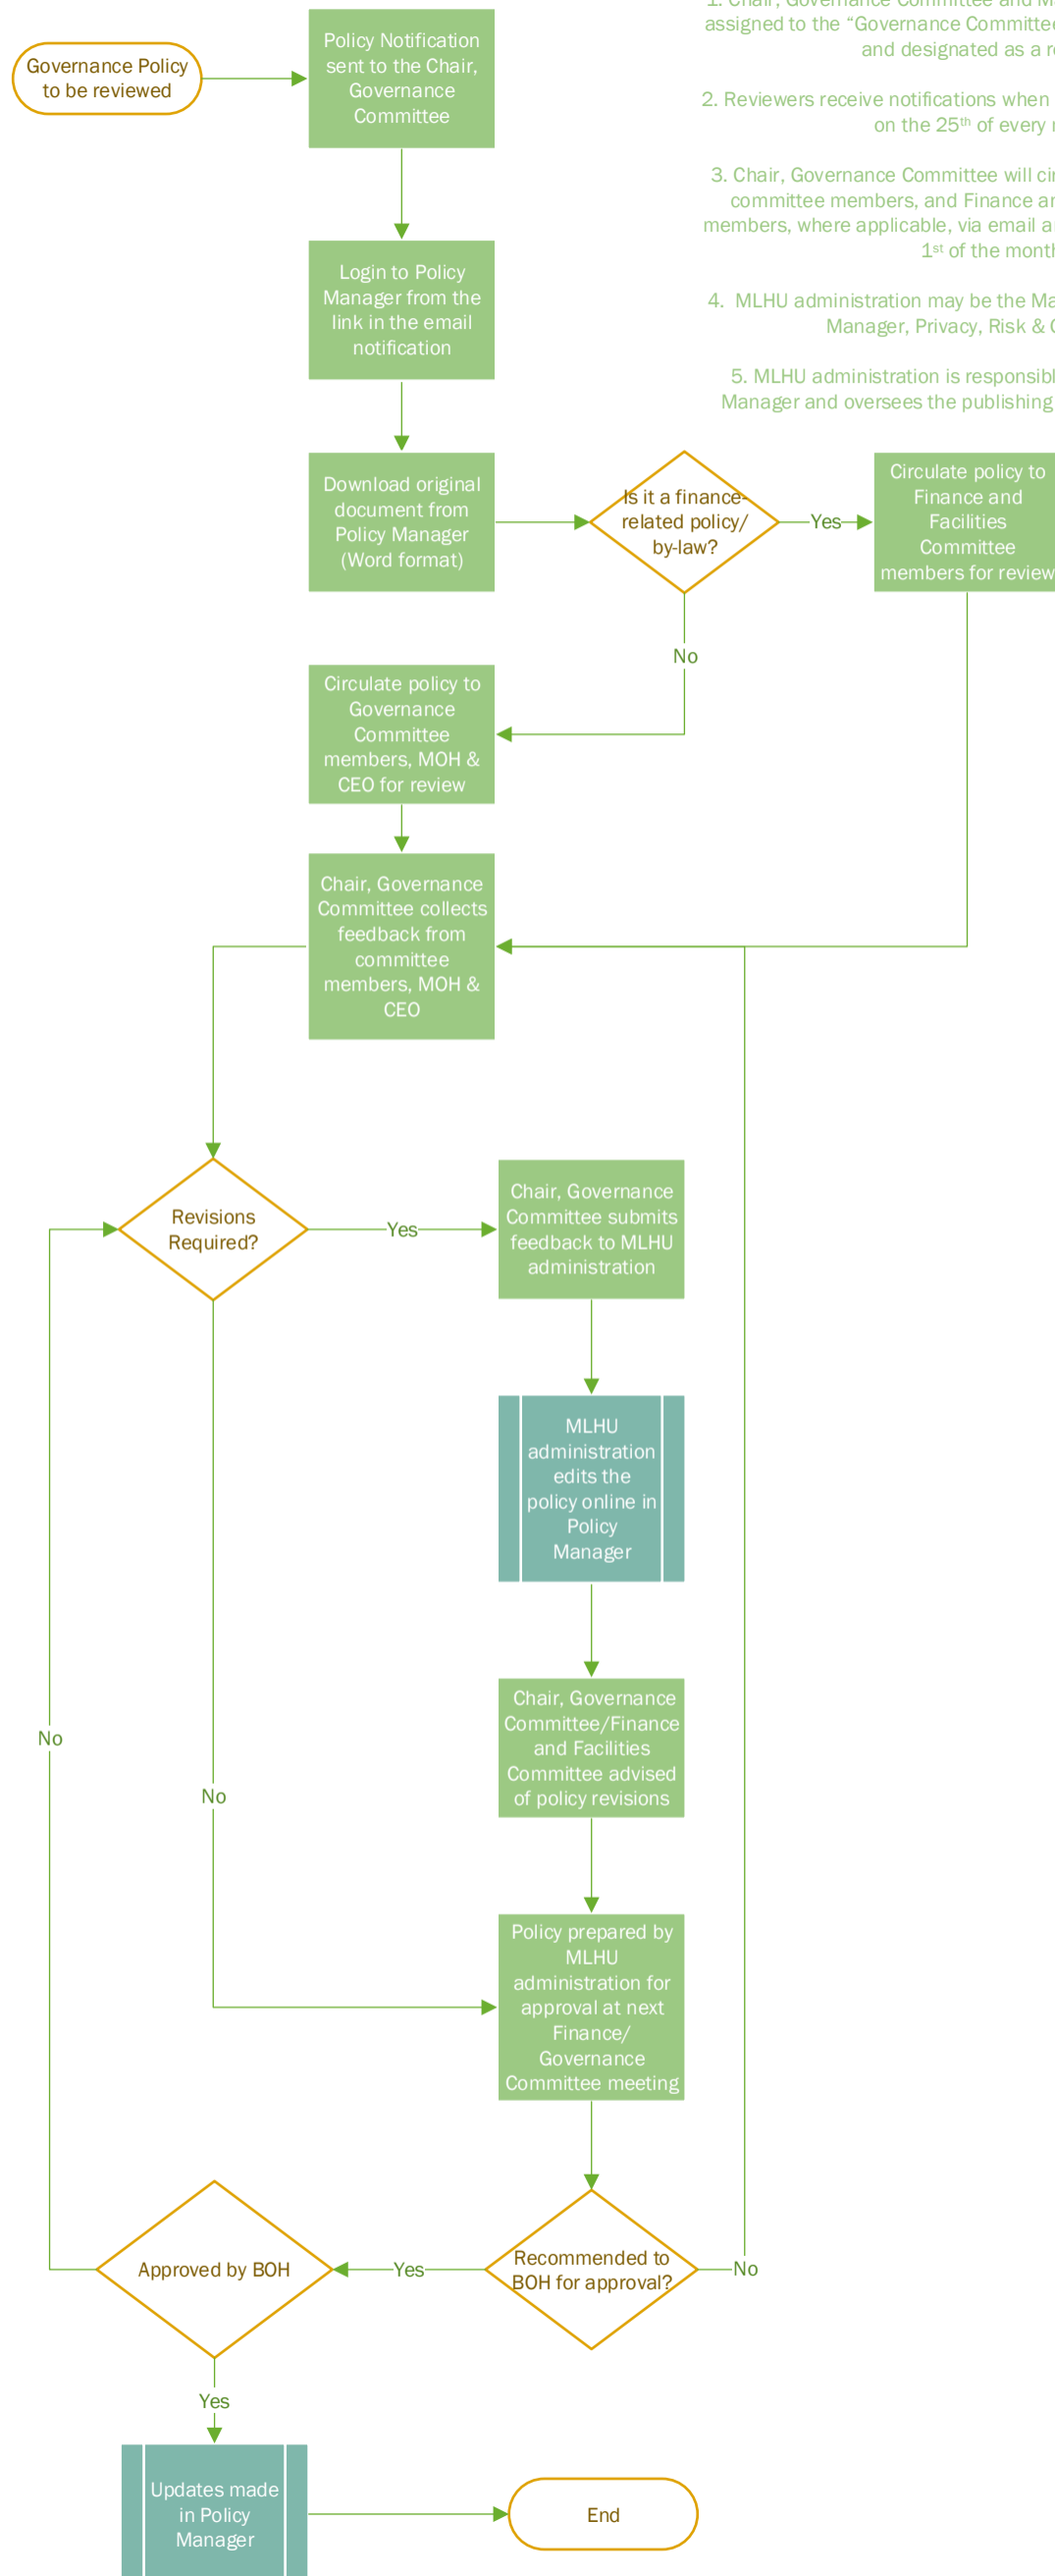 Governance Policy
to be reviewed
Policy Notification
sent to the Chair,
Governance
Committee
1. Chair, Governance Committee and
assigned to the “Governance Committee
and designated as a
2. Reviewers receive notifications when
on the 25th of every
3. Chair, Governance Committee will
committee members, and Finance
members, where applicable, via email
1st of the month
4. MLHU administration may be the
Manager, Privacy, Risk &
5. MLHU administration is
Manager and oversees the publishing
Login to Policy
Manager from the
link in the email
notification
Download original
document from
Policy Manager
(Word format)
Is it a finance-
related policy/
by-law?
Yes
Circulate policy to
Finance and
Facilities
Committee
members for review
No
Circulate policy to
Governance
Committee
members, MOH &
CEO for review
Chair, Governance
Committee collects
feedback from
committee
members, MOH &
CEO
Revisions
Required?
Yes
Chair, Governance
Committee submits
feedback to MLHU
administration
MLHU
administration
edits the
policy online in
Policy
Manager
Chair, Governance
Committee/Finance
and Facilities
Committee advised
of policy revisions
No
No
Policy prepared by
MLHU
administration for
approval at next
Finance/
Governance
Committee meeting
Approved by BOH
Yes
Recommended to
BOH for approval?
No
Yes
Updates made
in Policy
Manager
End